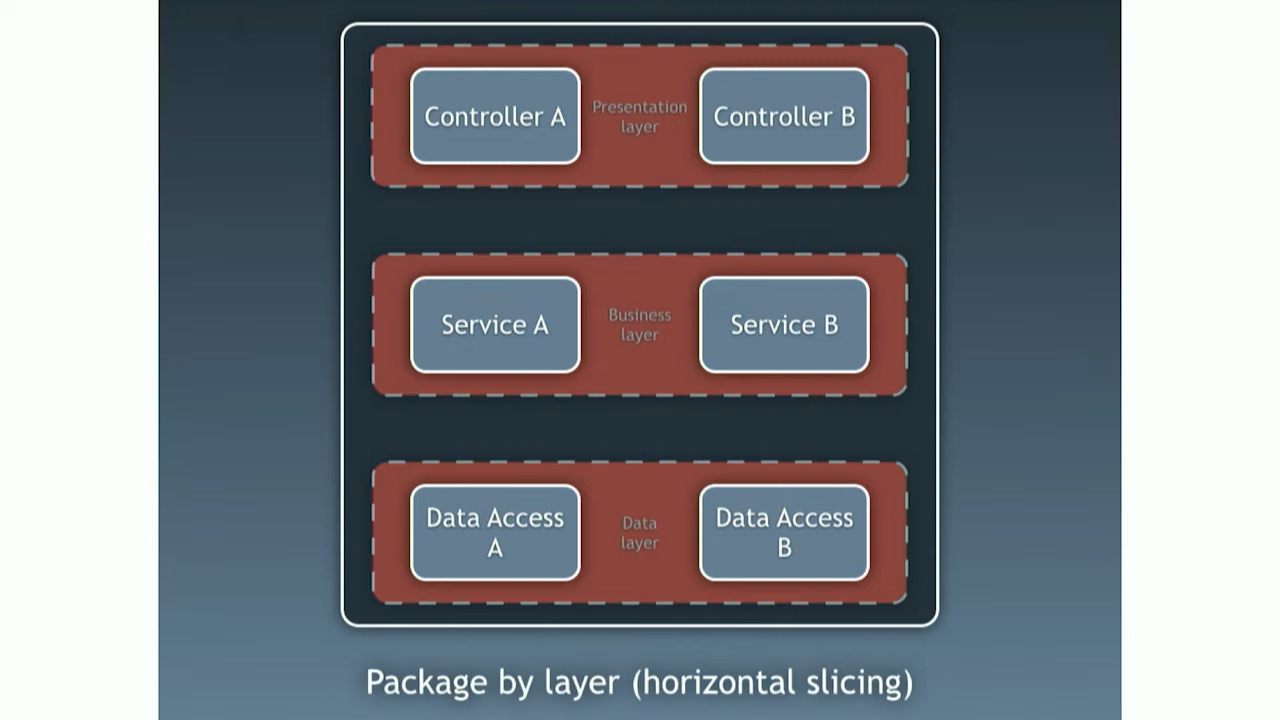 Controller A
Presentation
layer
Controller B
Service A
Business
layer
Service B
Data Access
A
Data
layer
Data Access
B
Package by layer (horizontal slicing)